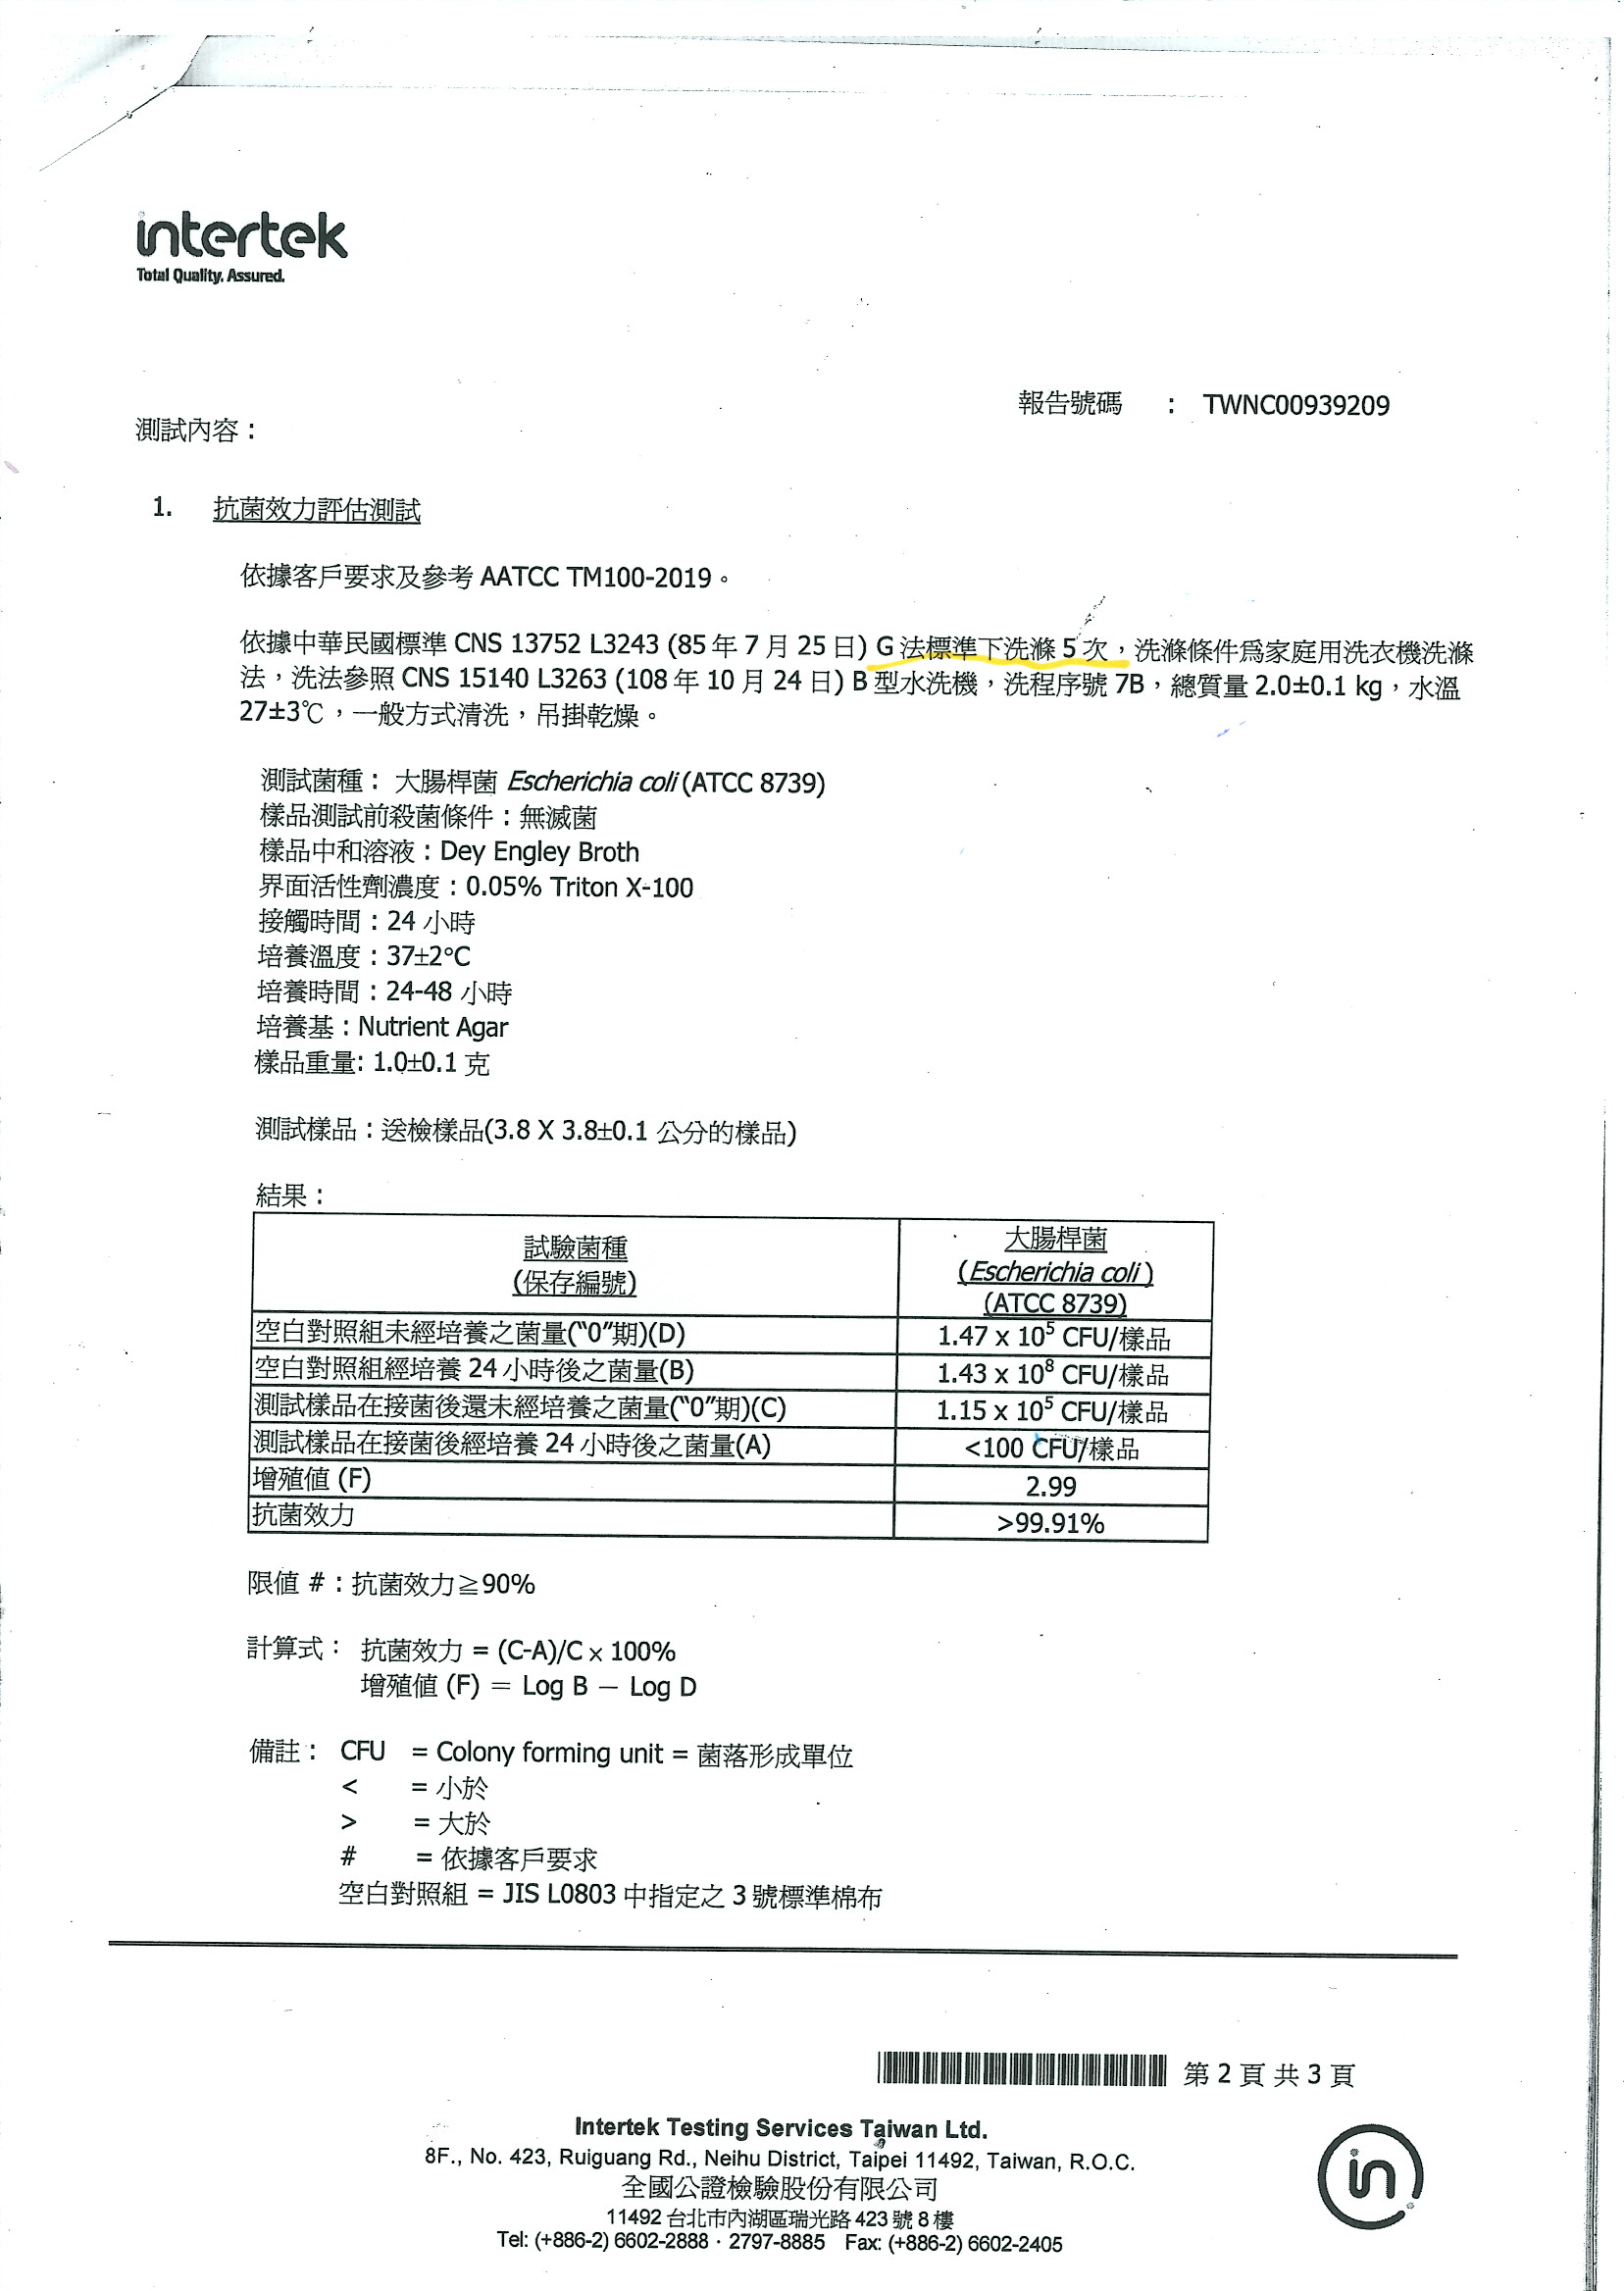 intertek
Total Quality. Assured.
報告號碼 : TWNC00939209
測試內容：
1. 抗菌效力評估測試
依據客戶要求及參考 AATCC TM100-2019。
依據中華民國標準 CNS 13752 L3243 (85 年 7 月 25 日) G 法標準下洗滌 5 次，洗滌條件為家庭用洗衣機洗滌
法，洗法參照 CNS 15140 L3263 (108 年 10 月 24 日) B 型水洗機，洗程序號 7B，總質量 2.0±0.1 kg，水溫
27±3℃，一般方式清洗，吊掛乾燥。
測試菌種： 大腸桿菌 Escherichia coli (ATCC 8739)
樣品測試前殺菌條件：無滅菌
樣品中和溶液：Dey Engley Broth
界面活性劑濃度：0.05% Triton X-100
接觸時間：24 小時
培養溫度：37±2°C
培養時間：24-48 小時
培養基：Nutrient Agar
樣品重量: 1.0±0.1 克
測試樣品：送檢樣品(3.8 X 3.8±0.1 公分的樣品)
結果：
試驗菌種
(保存編號)
大腸桿菌
(Escherichia coli)
(ATCC 8739)
空白對照組未經培養之菌量("0"期)(D) 1.47 x 10⁵ CFU/樣品
空白對照組經培養 24 小時後之菌量(B) 1.43 x 10⁸ CFU/樣品
測試樣品在接菌後還未經培養之菌量("0"期)(C) 1.15 x 10⁵ CFU/樣品
測試樣品在接菌後經培養 24 小時後之菌量(A) <100 CFU/樣品
增殖值 (F) 2.99
抗菌效力 >99.91%
限值 #：抗菌效力≧90%
計算式： 抗菌效力 = (C-A)/C x 100%
增殖值 (F) ＝ Log B － Log D
備註： CFU = Colony forming unit = 菌落形成單位
< = 小於
> = 大於
# = 依據客戶要求
空白對照組 = JIS L0803 中指定之 3 號標準棉布
第 2 頁 共 3 頁
Intertek Testing Services Taiwan Ltd.
8F., No. 423, Ruiguang Rd., Neihu District, Taipei 11492, Taiwan, R.O.C.
全國公證檢驗股份有限公司
11492 台北市內湖區瑞光路 423 號 8 樓
Tel: (+886-2) 6602-2888．2797-8885 Fax: (+886-2) 6602-2405
in